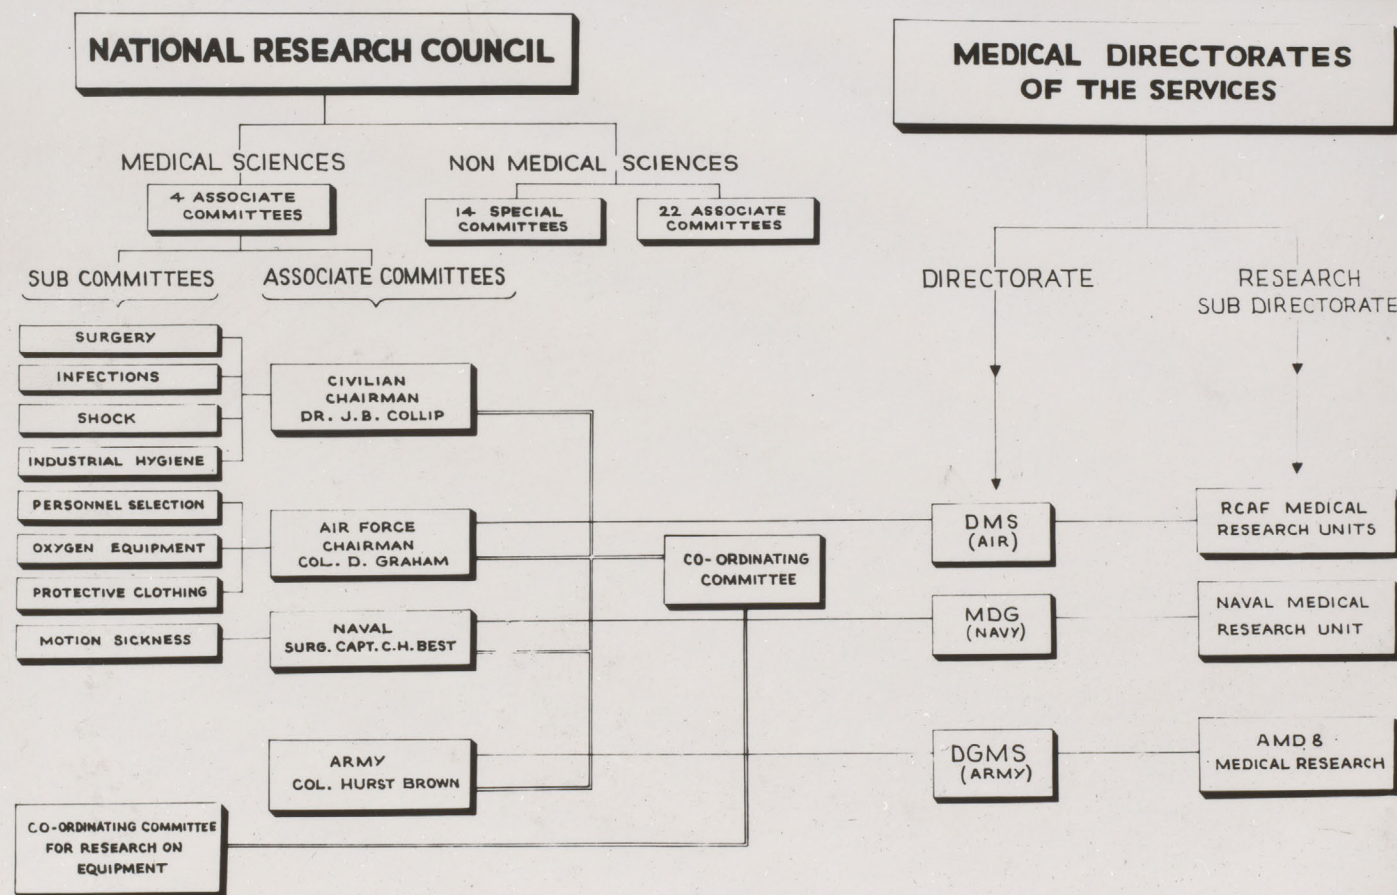 NATIONAL RESEARCH COUNCIL
MEDICAL DIRECTORATES
OF THE SERVICES
MEDICAL SCIENCES
NON MEDICAL SCIENCES
4 ASSOCIATE
COMMITTEES
14 SPECIAL
COMMITTEES
22 ASSOCIATE
COMMITTEES
SUB COMMITTEES
ASSOCIATE COMMITTEES
DIRECTORATE
RESEARCH
SUB DIRECTORATE
SURGERY
INFECTIONS
SHOCK
INDUSTRIAL HYGIENE
CIVILIAN
CHAIRMAN
DR. J.B. COLLIP
PERSONNEL SELECTION
OXYGEN EQUIPMENT
PROTECTIVE CLOTHING
AIR FORCE
CHAIRMAN
COL. D. GRAHAM
CO-ORDINATING
COMMITTEE
DMS
(AIR)
RCAF MEDICAL
RESEARCH UNITS
MOTION SICKNESS
NAVAL
SURG. CAPT. C.H. BEST
MDG
(NAVY)
NAVAL MEDICAL
RESEARCH UNIT
ARMY
COL. HURST BROWN
DGMS
(ARMY)
AMD 8
MEDICAL RESEARCH
CO-ORDINATING COMMITTEE
FOR RESEARCH ON
EQUIPMENT